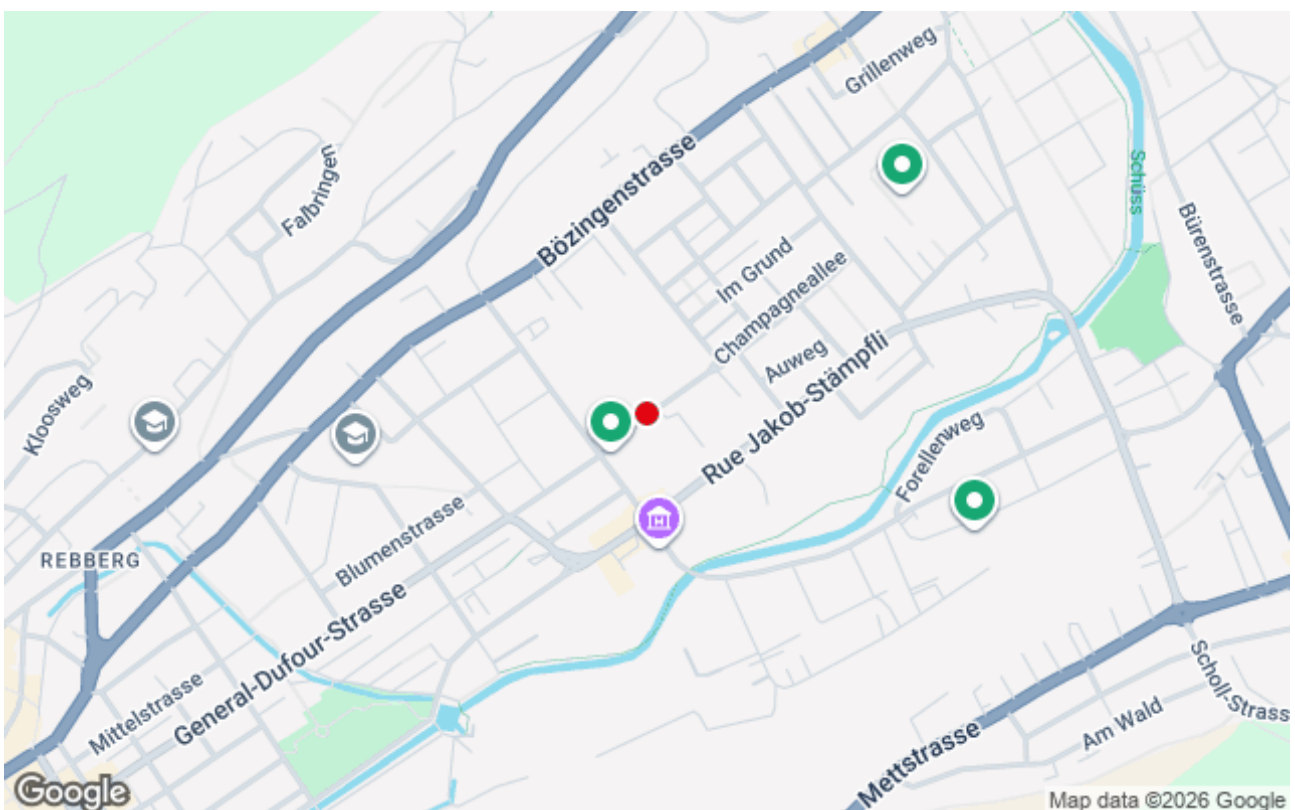 Grillenweg
Falbringen
Bözingenstrasse
Schüss
Bürenstrasse
Im Grund
Champagneallee
Auweg
Rue Jakob-Stämpfli
Kloosweg
Forellenweg
REBBERG
Blumenstrasse
General-Dufour-Strasse
Mittelstrasse
Scholl-Strass
Am Wald
Mettstrasse
Google
Map data ©2026 Google